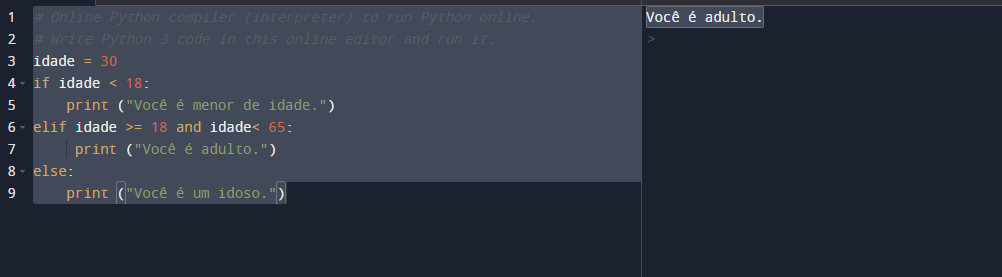 1 # Online Python compiler (interpreter) to run Python online.
2 # Write Python 3 code in this online editor and run it.
3 idade = 30
4 if idade < 18:
5     print ("Você é menor de idade.")
6 elif idade >= 18 and idade< 65:
7      print ("Você é adulto.")
8 else:
9     print ("Você é um idoso.")
Você é adulto.
>